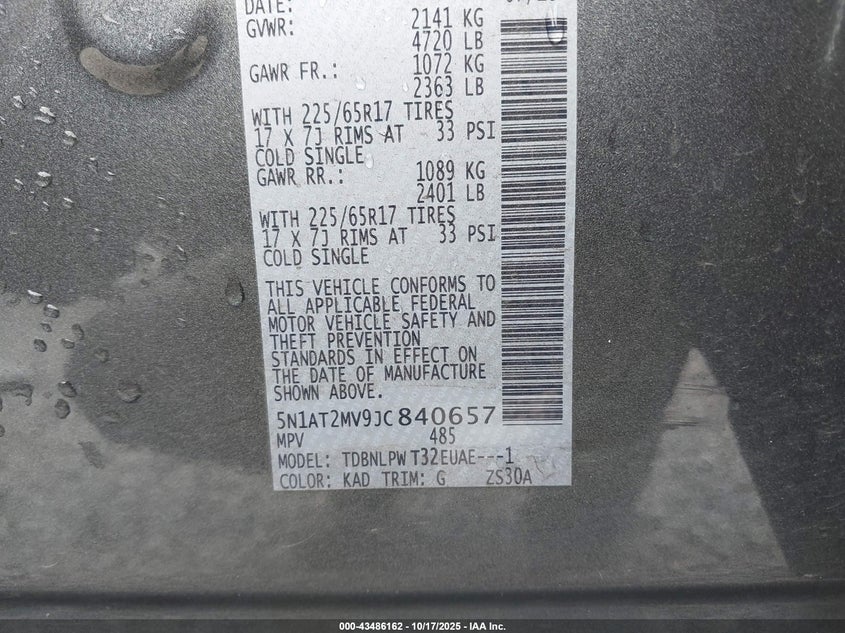 DATE:
GVWR: 2141 KG
4720 LB
GAWR FR.: 1072 KG
2363 LB
WITH 225/65R17 TIRES
17 X 7J RIMS AT 33 PSI
COLD SINGLE
GAWR RR.: 1089 KG
2401 LB
WITH 225/65R17 TIRES
17 X 7J RIMS AT 33 PSI
COLD SINGLE
THIS VEHICLE CONFORMS TO
ALL APPLICABLE FEDERAL
MOTOR VEHICLE SAFETY AND
THEFT PREVENTION
STANDARDS IN EFFECT ON
THE DATE OF MANUFACTURE
SHOWN ABOVE.
5N1AT2MV9JC840657
MPV 485
MODEL: TDBNLPW T32EUAE---1
COLOR: KAD TRIM: G ZS30A
000-43486162 - 10/17/2025 - IAA Inc.